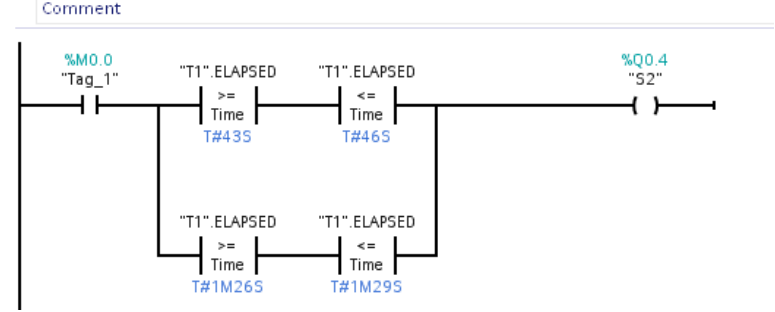 Comment
%M0.0
"Tag_1"
"T1".ELAPSED
>=
Time
T#43S
"T1".ELAPSED
<=
Time
T#46S
%Q0.4
"S2"
"T1".ELAPSED
>=
Time
T#1M26S
"T1".ELAPSED
<=
Time
T#1M29S